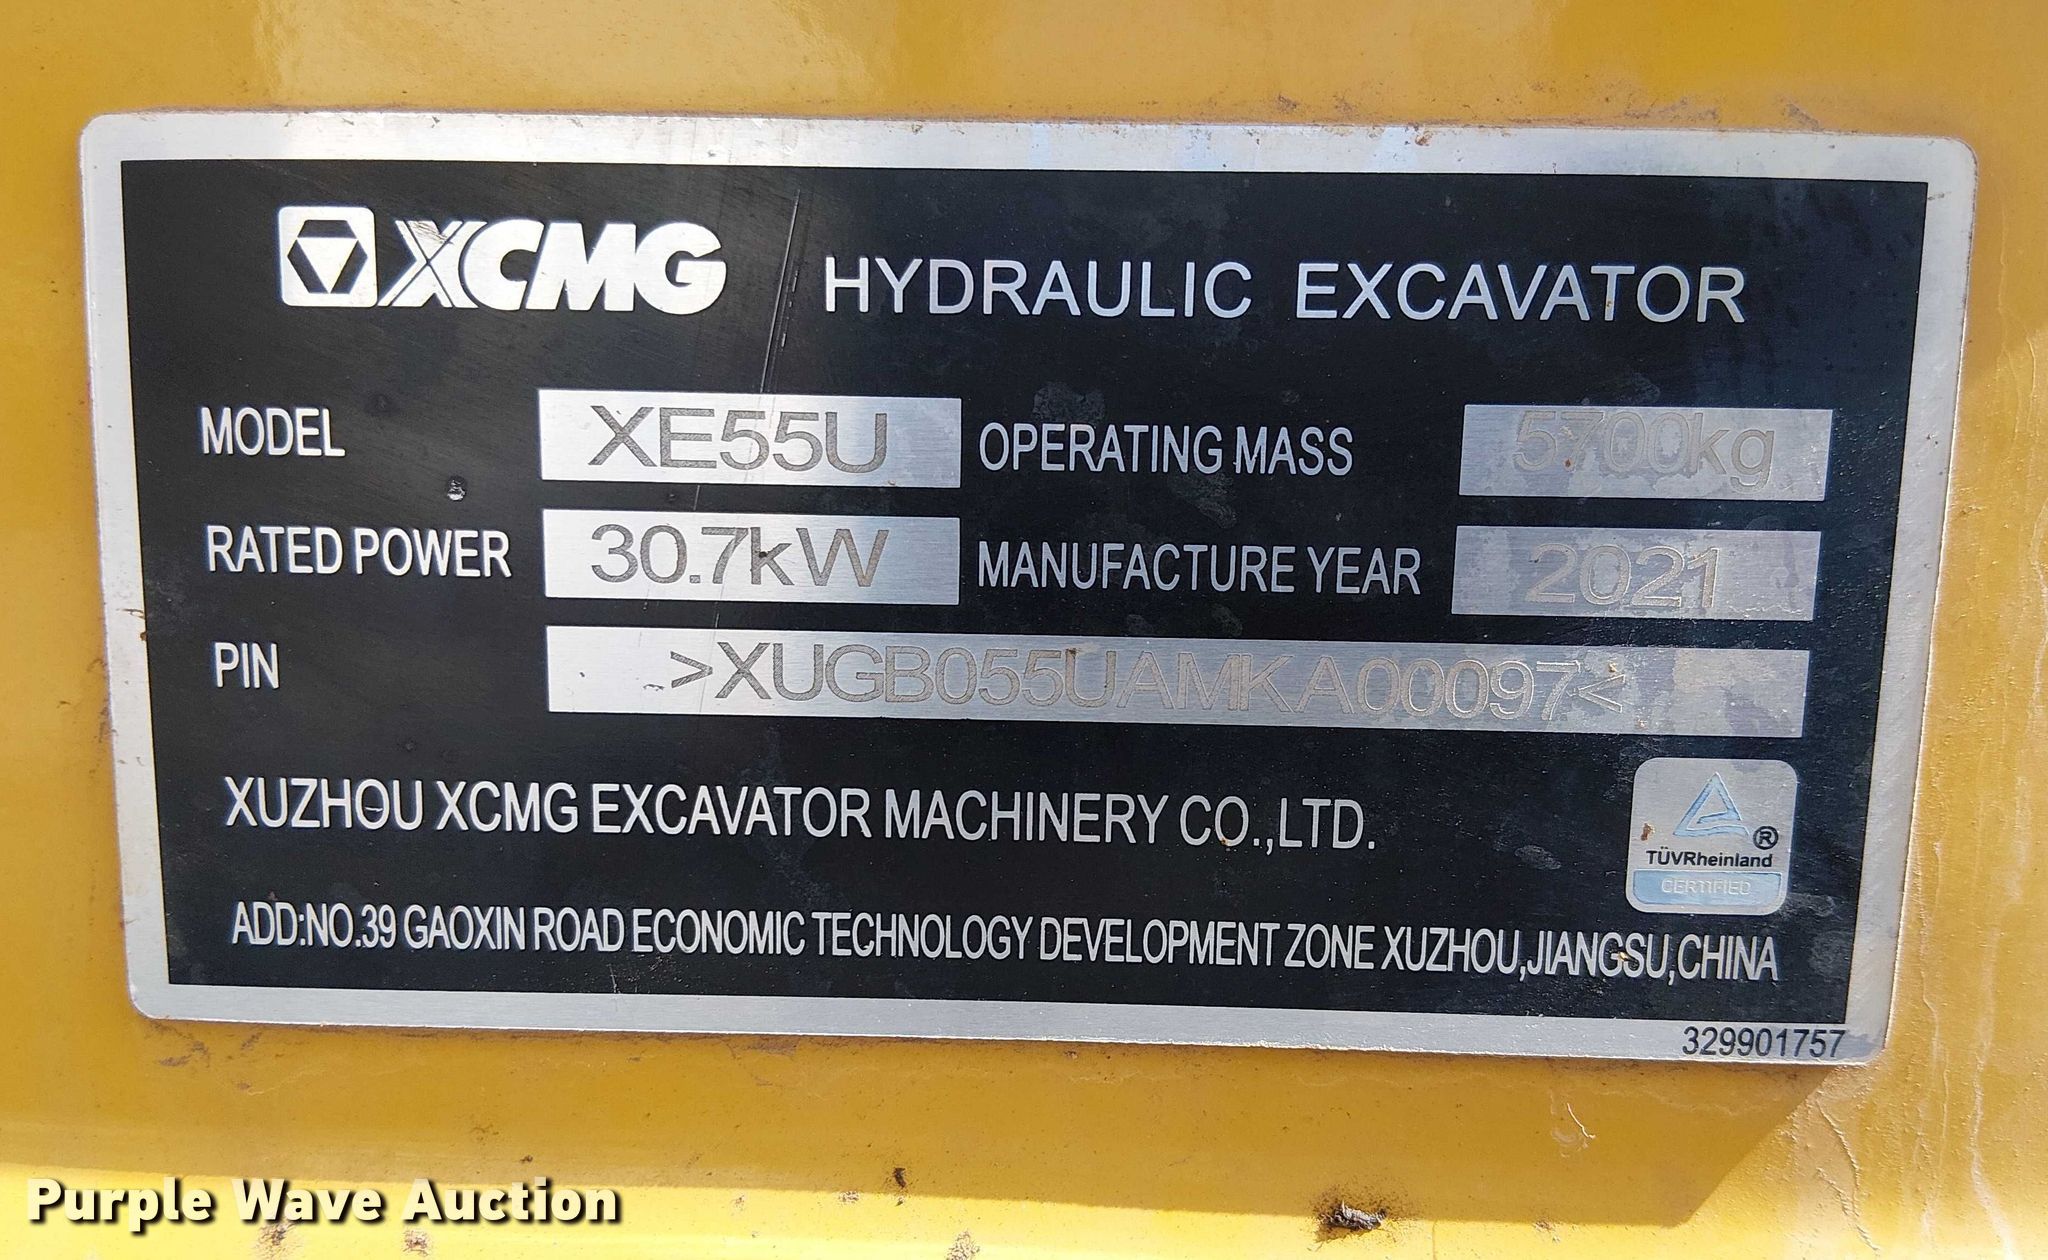 XCMG HYDRAULIC EXCAVATOR
MODEL XE55U OPERATING MASS 5700kg
RATED POWER 30.7kW MANUFACTURE YEAR 2021
PIN >XUGB055UAMKA00097<
XUZHOU XCMG EXCAVATOR MACHINERY CO.,LTD.
® TÜVRheinland
CERTIFIED
ADD:NO.39 GAOXIN ROAD ECONOMIC TECHNOLOGY DEVELOPMENT ZONE XUZHOU,JIANGSU,CHINA
329901757
Purple Wave Auction